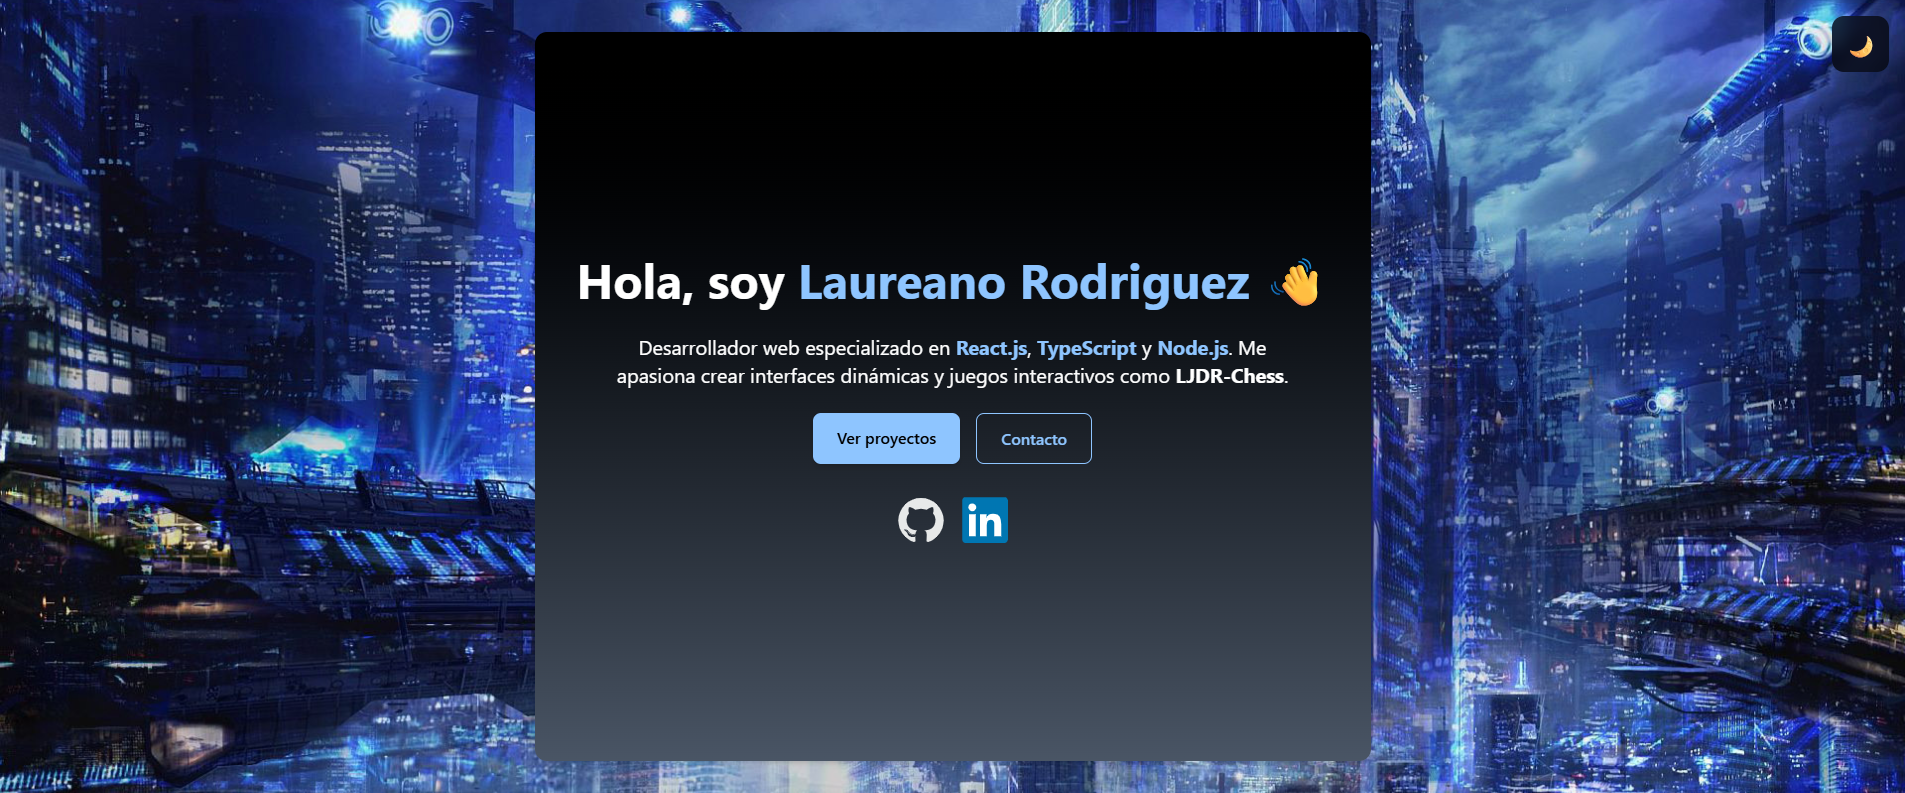 Hola, soy Laureano Rodriguez 👋
Desarrollador web especializado en React.js, TypeScript y Node.js. Me
apasiona crear interfaces dinámicas y juegos interactivos como LJDR-Chess.
Ver proyectos
Contacto
in